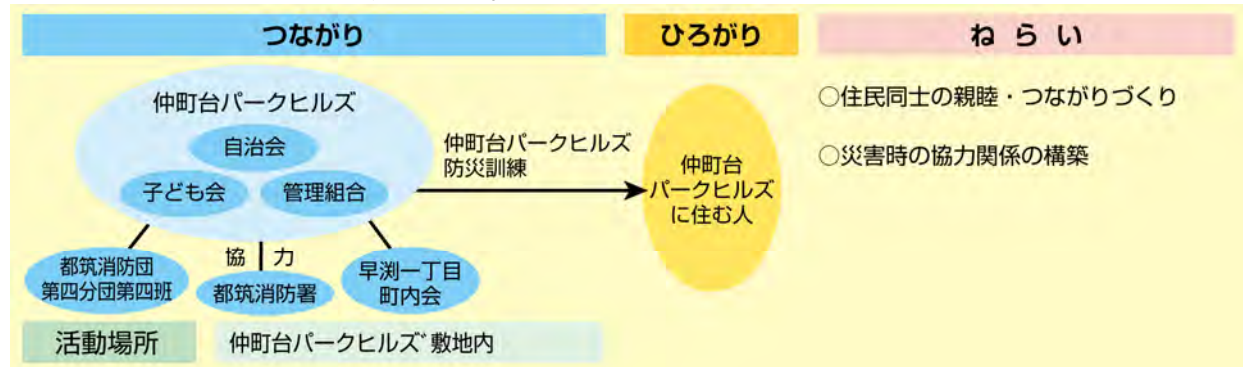 つながり
ひろがり
ねらい
仲町台パークヒルズ
自治会
子ども会
管理組合
仲町台パークヒルズ
防災訓練
仲町台
パークヒルズ
に住む人
○住民同士の親睦・つながりづくり
○災害時の協力関係の構築
都筑消防団
第四分団第四班
協力
都筑消防署
早渕一丁目
町内会
活動場所
仲町台パークヒルズ敷地内